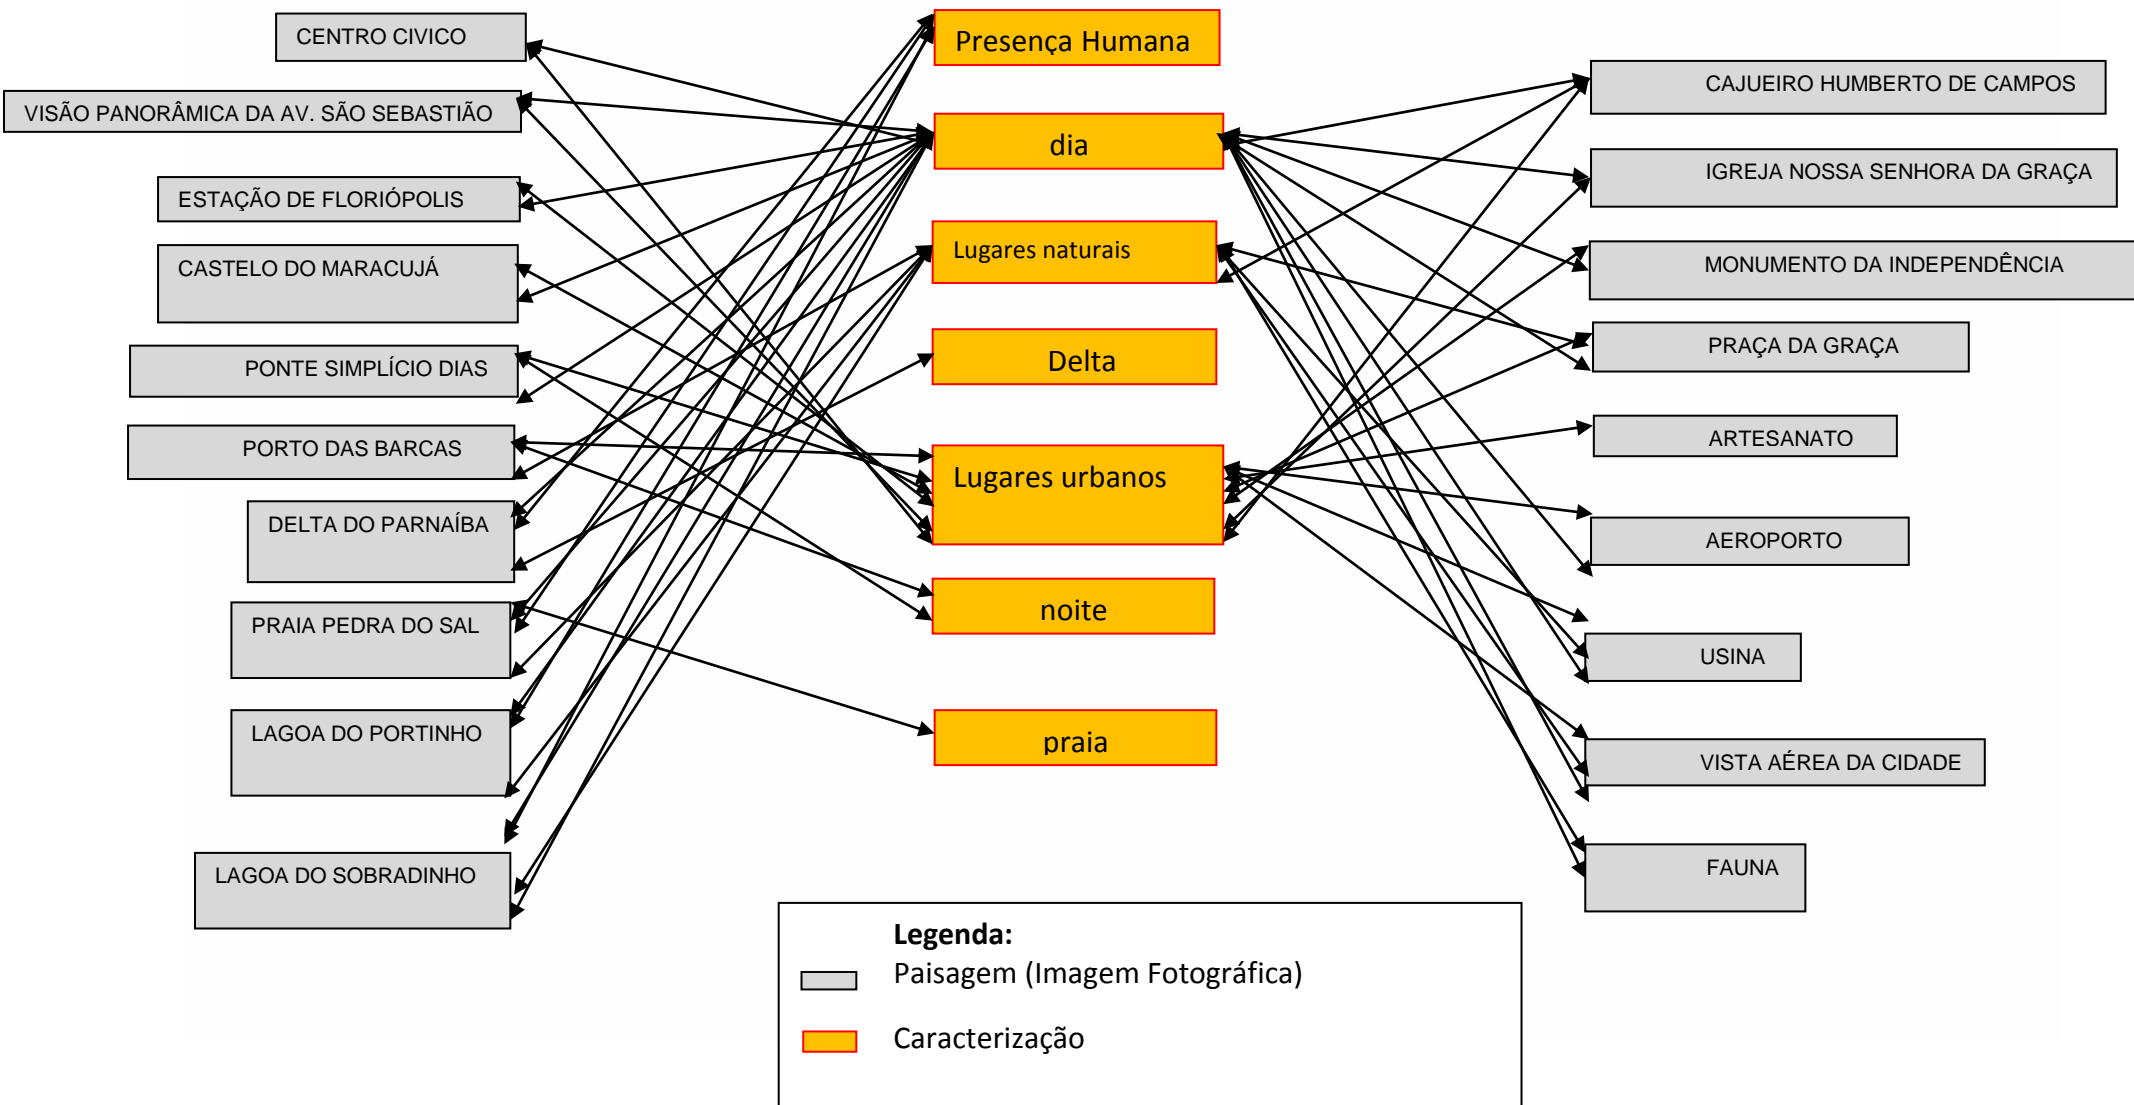 CENTRO CIVICO
VISÃO PANORÂMICA DA AV. SÃO SEBASTIÃO
ESTAÇÃO DE FLORIÓPOLIS
CASTELO DO MARACUJÁ
PONTE SIMPLÍCIO DIAS
PORTO DAS BARCAS
DELTA DO PARNAÍBA
PRAIA PEDRA DO SAL
LAGOA DO PORTINHO
LAGOA DO SOBRADINHO
Presença Humana
dia
Lugares naturais
Delta
Lugares urbanos
noite
praia
CAJUEIRO HUMBERTO DE CAMPOS
IGREJA NOSSA SENHORA DA GRAÇA
MONUMENTO DA INDEPENDÊNCIA
PRAÇA DA GRAÇA
ARTESANATO
AEROPORTO
USINA
VISTA AÉREA DA CIDADE
FAUNA
Legenda:
Paisagem (Imagem Fotográfica)
Caracterização